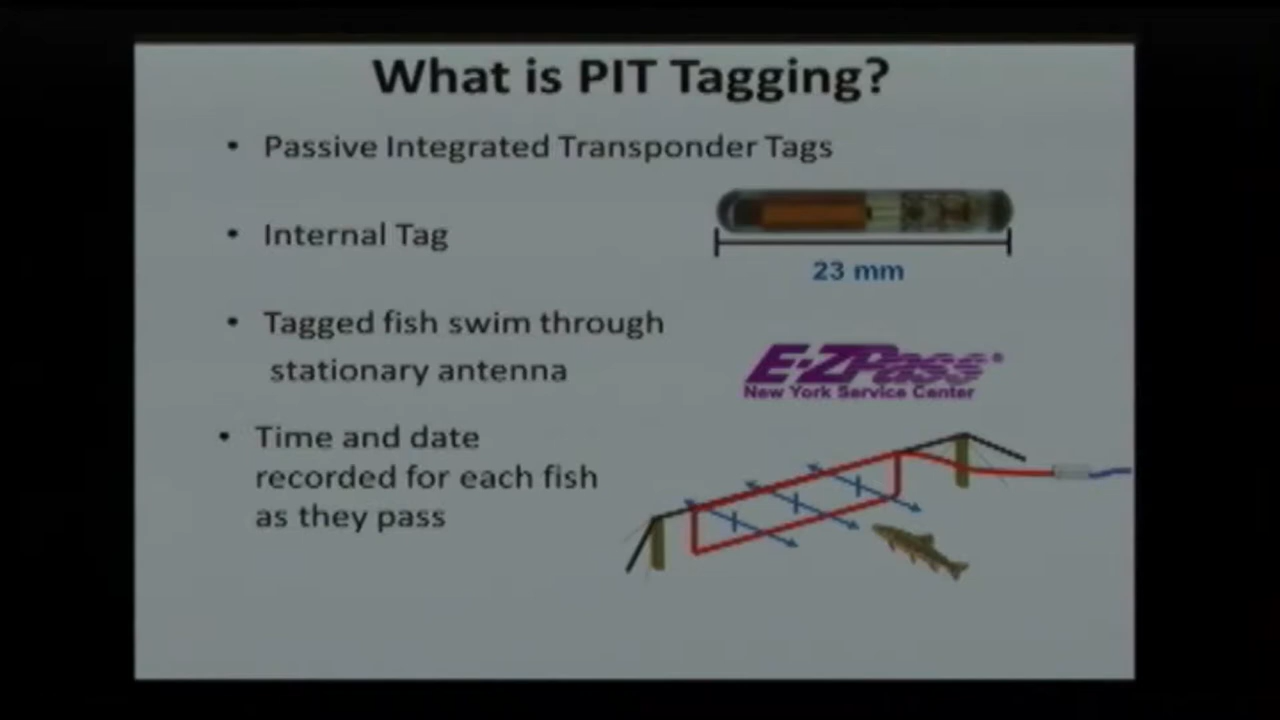 What is PIT Tagging?
• Passive Integrated Transponder Tags
• Internal Tag
23 mm
• Tagged fish swim through
stationary antenna
E-ZPass®
New York Service Center
• Time and date
recorded for each fish
as they pass